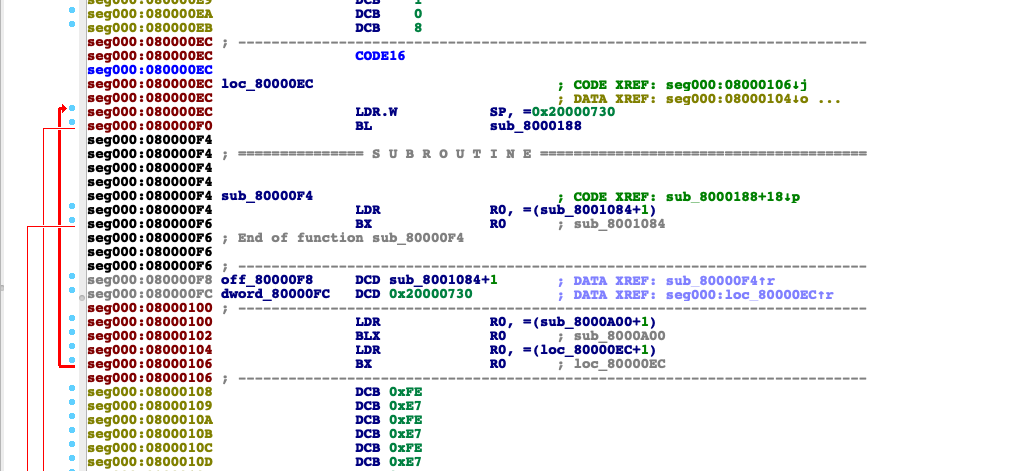 seg000:080000E9 DCB 1
seg000:080000EA DCB 0
seg000:080000EB DCB 8
seg000:080000EC ; ---------------------------------------------------------------------------
seg000:080000EC CODE16
seg000:080000EC
seg000:080000EC loc_80000EC ; CODE XREF: seg000:08000106↓j
seg000:080000EC ; DATA XREF: seg000:08000104↓o ...
seg000:080000EC LDR.W SP, =0x20000730
seg000:080000F0 BL sub_8000188
seg000:080000F4
seg000:080000F4 ; =============== S U B R O U T I N E =======================================
seg000:080000F4
seg000:080000F4
seg000:080000F4 sub_80000F4 ; CODE XREF: sub_8000188+18↓p
seg000:080000F4 LDR R0, =(sub_8001084+1)
seg000:080000F6 BX R0 ; sub_8001084
seg000:080000F6 ; End of function sub_80000F4
seg000:080000F6
seg000:080000F6 ; ---------------------------------------------------------------------------
seg000:080000F8 off_80000F8 DCD sub_8001084+1 ; DATA XREF: sub_80000F4↑r
seg000:080000FC dword_80000FC DCD 0x20000730 ; DATA XREF: seg000:loc_80000EC↑r
seg000:08000100 ; ---------------------------------------------------------------------------
seg000:08000100 LDR R0, =(sub_8000A00+1)
seg000:08000102 BLX R0 ; sub_8000A00
seg000:08000104 LDR R0, =(loc_80000EC+1)
seg000:08000106 BX R0 ; loc_80000EC
seg000:08000106 ; ---------------------------------------------------------------------------
seg000:08000108 DCB 0xFE
seg000:08000109 DCB 0xE7
seg000:0800010A DCB 0xFE
seg000:0800010B DCB 0xE7
seg000:0800010C DCB 0xFE
seg000:0800010D DCB 0xE7